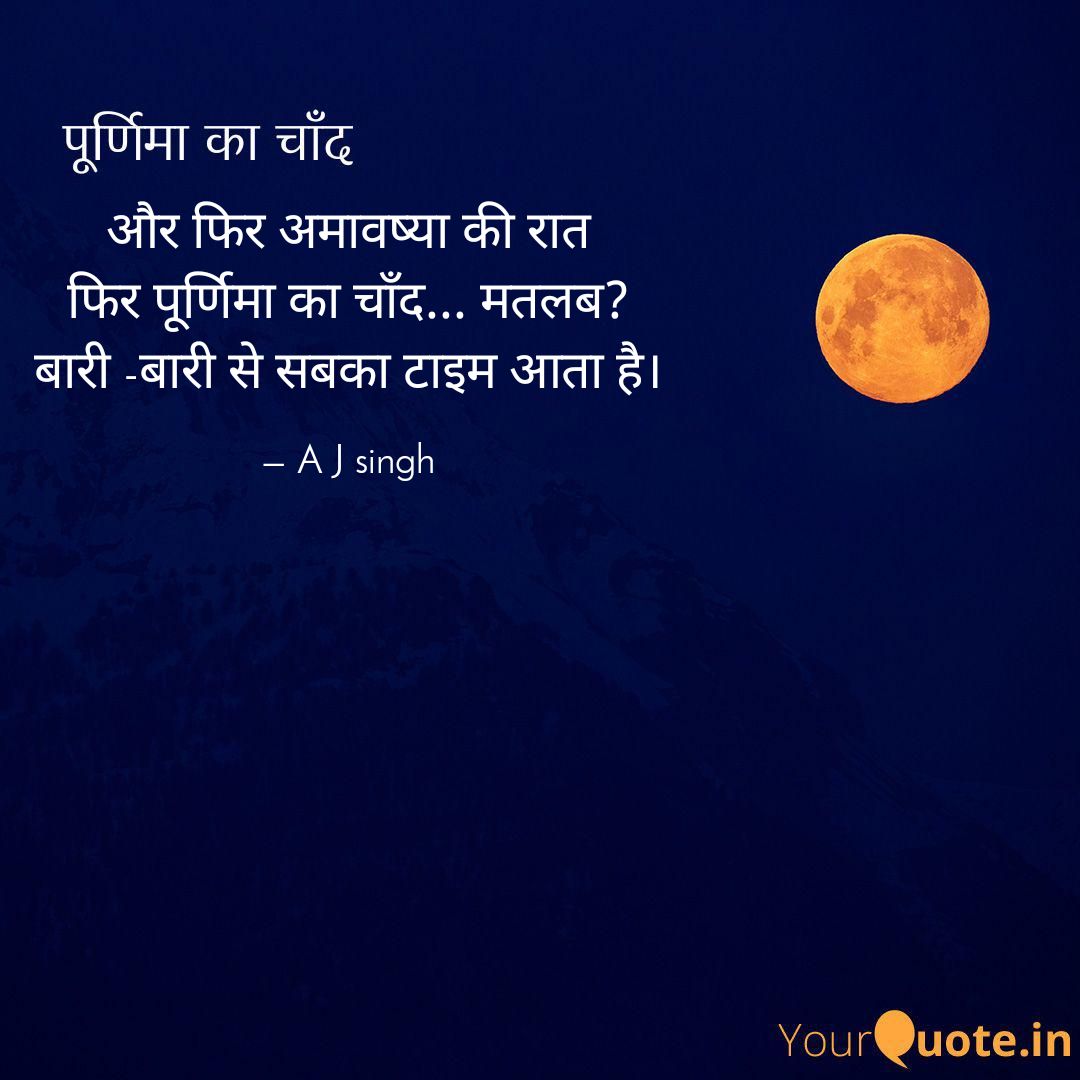 पूर्णिमा का चाँद
और फिर अमावष्या की रात
फिर पूर्णिमा का चाँद... मतलब?
बारी -बारी से सबका टाइम आता है।
– A J singh
YourQuote.in